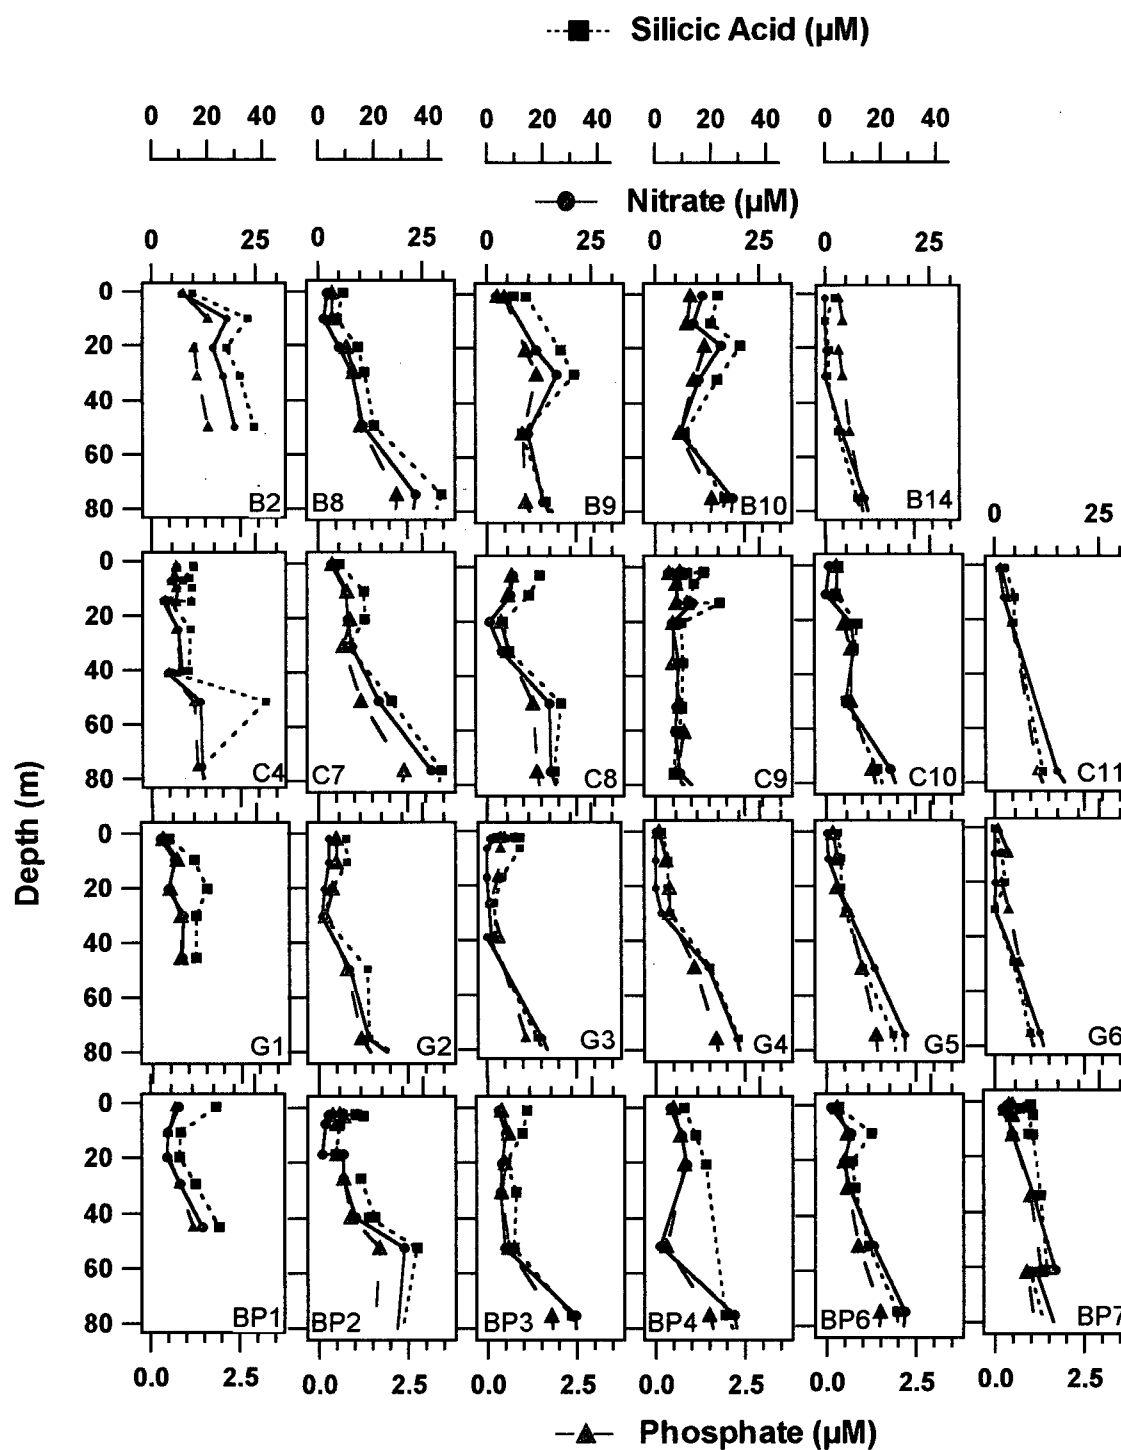 Silicic Acid (µM)
0 20 40 0 20 40 0 20 40 0 20 40 0 20 40
Nitrate (µM)
0 25 0 25 0 25 0 25 0 25
0
20
40
60
80
B2 B8 B9 B10 B14
0 25
0
20
40
60
80
C4 C7 C8 C9 C10 C11
Depth (m)
0
20
40
60
80
G1 G2 G3 G4 G5 G6
0
20
40
60
80
BP1 BP2 BP3 BP4 BP6 BP7
0.0 2.5 0.0 2.5 0.0 2.5 0.0 2.5 0.0 2.5 0.0 2.5
Phosphate (µM)